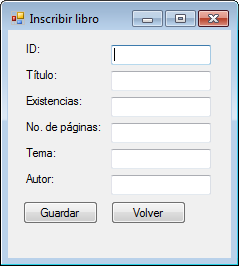 Inscribir libro
ID:
Título:
Existencias:
No. de páginas:
Tema:
Autor:
Guardar Volver